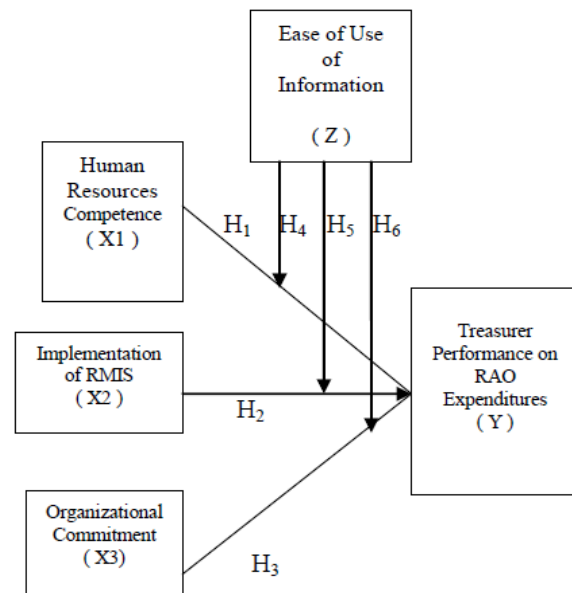 Ease of Use
of
Information
( Z )
Human
Resources
Competence
( X1 )
H₁
H₄
H₅
H₆
Implementation
of RMIS
( X2 )
H₂
Treasurer
Performance on
RAO
Expenditures
( Y )
Organizational
Commitment
( X3)
H₃